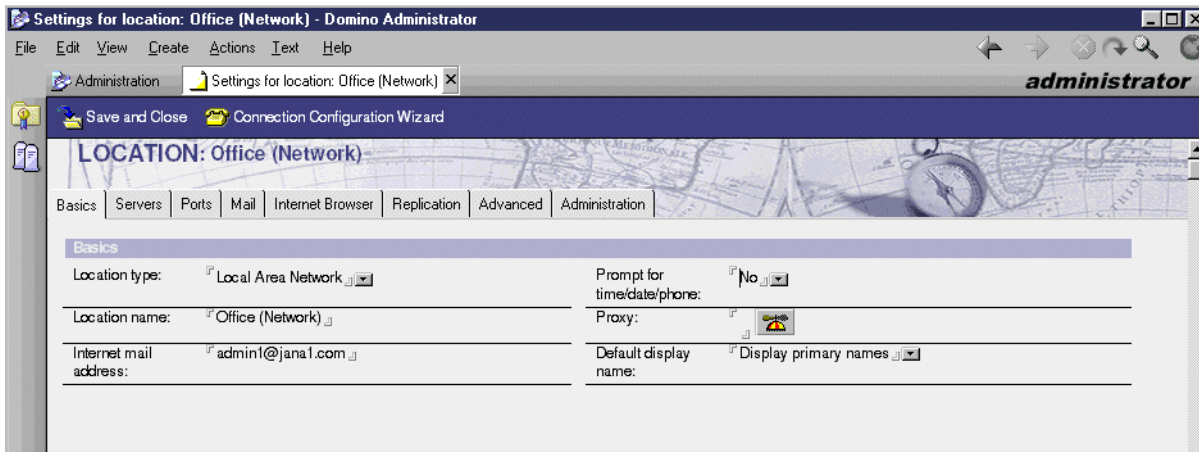 Settings for location: Office (Network) - Domino Administrator
File Edit View Create Actions Text Help
Administration Settings for location: Office (Network)
administrator
Save and Close Connection Configuration Wizard
LOCATION: Office (Network)
Basics Servers Ports Mail Internet Browser Replication Advanced Administration
Basics
Location type: Local Area Network Prompt for time/date/phone: No
Location name: Office (Network) Proxy:
Internet mail address: admin1@jana1.com Default display name: Display primary names